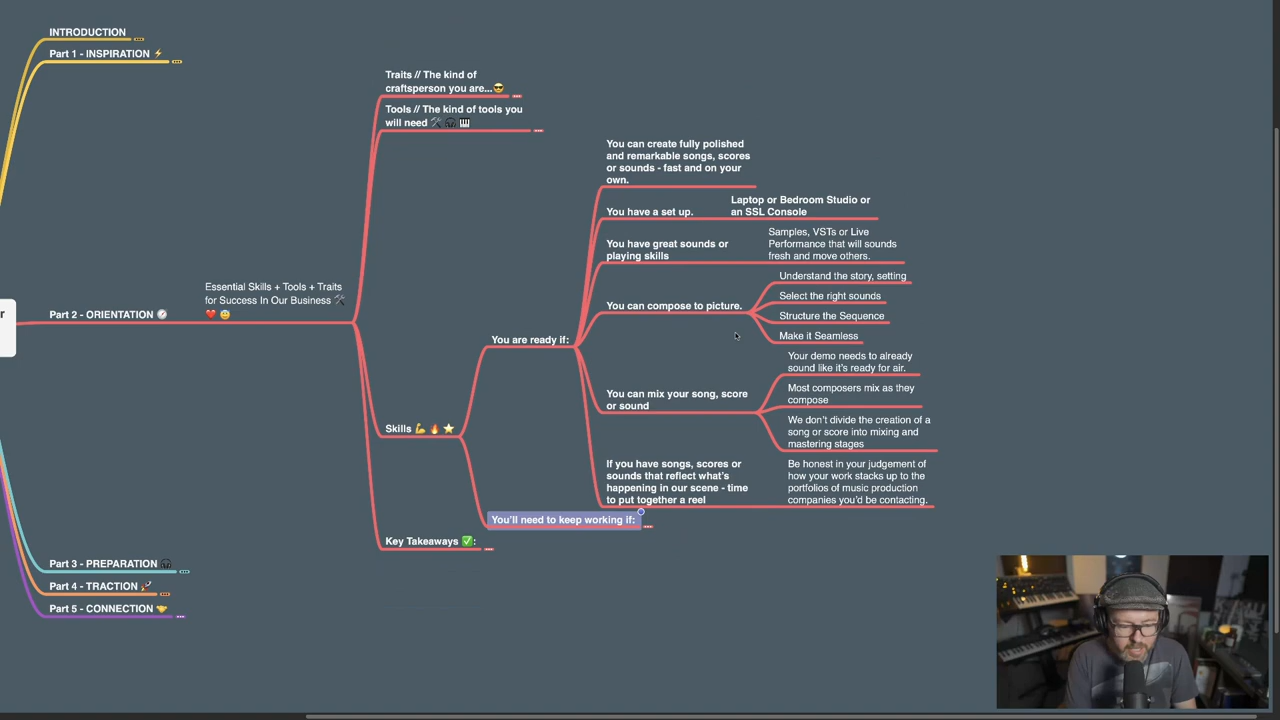 INTRODUCTION
Part 1 - INSPIRATION ⚡
Traits // The kind of
craftsperson you are...😎
Tools // The kind of tools you
will need 🛠️ 🎧 🎹
You can create fully polished
and remarkable songs, scores
or sounds - fast and on your
own.
You have a set up.
Laptop or Bedroom Studio or
an SSL Console
You have great sounds or
playing skills
Samples, VSTs or Live
Performance that will sounds
fresh and move others.
You can compose to picture.
Understand the story, setting
Select the right sounds
Structure the Sequence
Make it Seamless
Part 2 - ORIENTATION 🧭
Essential Skills + Tools + Traits
for Success In Our Business 🛠️
❤️ 😇
You are ready if:
You can mix your song, score
or sound
Your demo needs to already
sound like it's ready for air.
Most composers mix as they
compose
We don't divide the creation of a
song or score into mixing and
mastering stages
Skills 💪 🔥 ⭐
If you have songs, scores or
sounds that reflect what's
happening in our scene - time
to put together a reel
Be honest in your judgement of
how your work stacks up to the
portfolios of music production
companies you'd be contacting.
You'll need to keep working if:
Key Takeaways ✅:
Part 3 - PREPARATION 🎧
Part 4 - TRACTION 🚀
Part 5 - CONNECTION 🤝
r